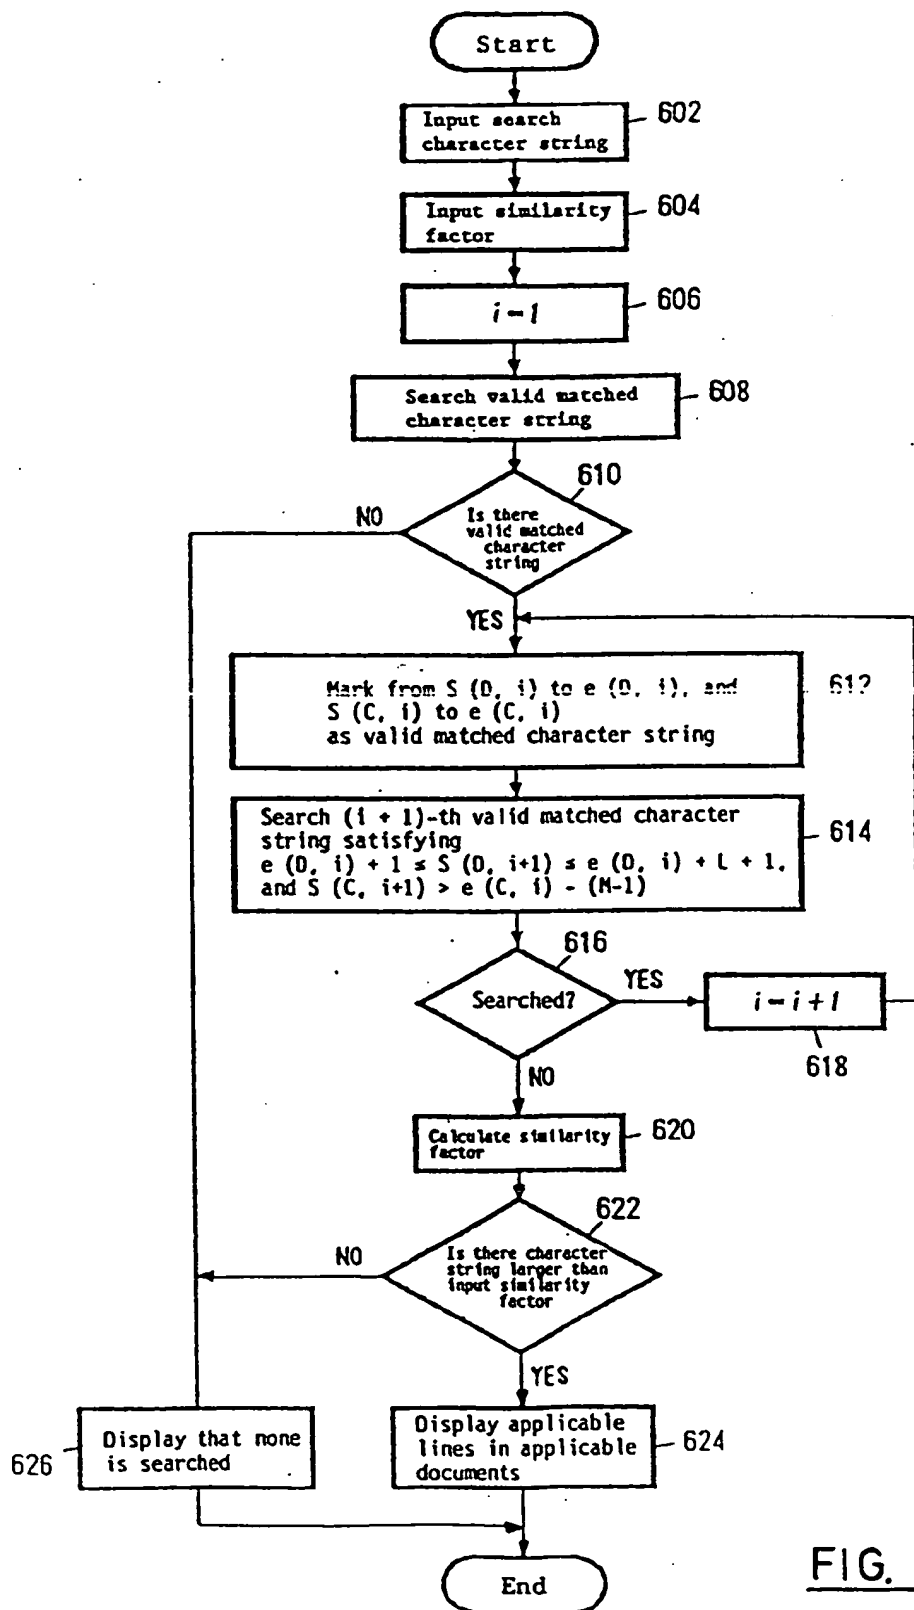 Start
Input search
character string
602
Input similarity
factor
604
i=1
606
Search valid matched
character string
608
610
Is there
valid matched
character
string
NO
YES
Mark from S (D, i) to e (D, i), and
S (C, i) to e (C, i)
as valid matched character string
612
Search (i + 1)-th valid matched character
string satisfying
e (D, i) + 1 ≤ S (D, i+1) ≤ e (D, i) + L + 1,
and S (C, i+1) > e (C, i) - (M-1)
614
616
Searched?
YES
i=i+1
618
NO
Calculate similarity
factor
620
622
Is there character
string larger than
input similarity
factor
NO
YES
Display that none
is searched
626
Display applicable
lines in applicable
documents
624
End
FIG.